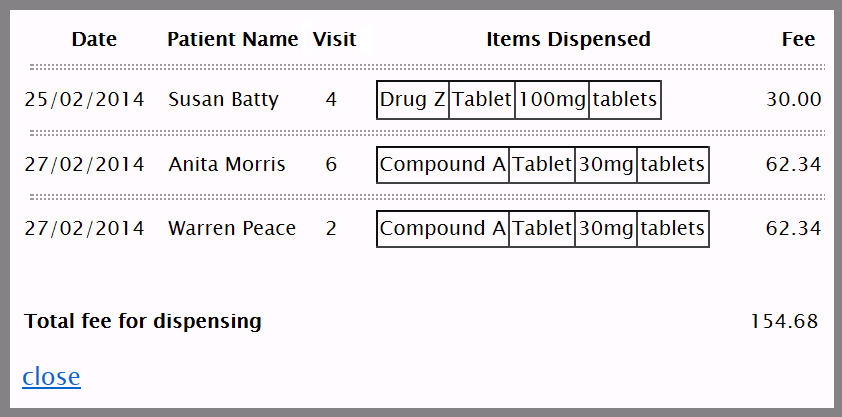 Date Patient Name Visit Items Dispensed Fee
25/02/2014 Susan Batty 4 Drug Z Tablet 100mg tablets 30.00
27/02/2014 Anita Morris 6 Compound A Tablet 30mg tablets 62.34
27/02/2014 Warren Peace 2 Compound A Tablet 30mg tablets 62.34
Total fee for dispensing 154.68
close